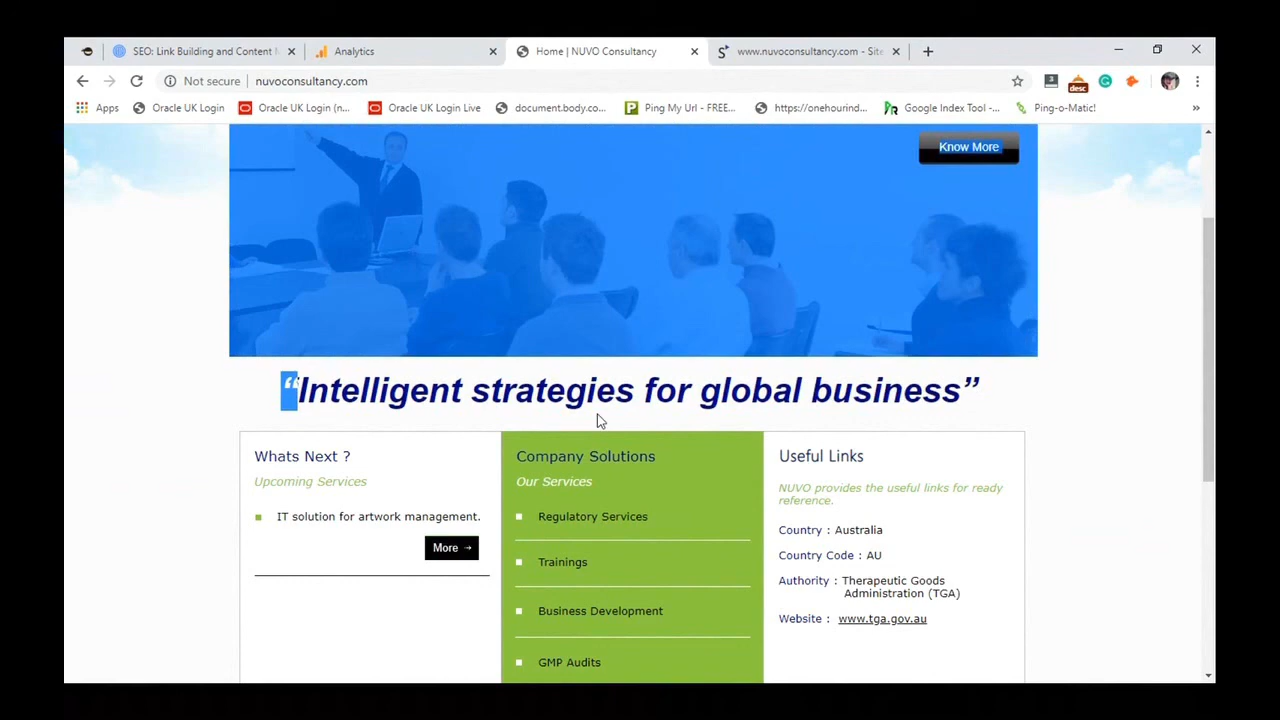 SEO: Link Building and Content
Analytics
Home | NUVO Consultancy
www.nuvoconsultancy.com - Site
Not secure | nuvoconsultancy.com
desc
Apps
Oracle UK Login
Oracle UK Login (n...
Oracle UK Login Live
document.body.co...
Ping My Url - FREE...
https://onehourind...
Google Index Tool -...
Ping-o-Matic!
»
Know More
“Intelligent strategies for global business”
Whats Next ?
Upcoming Services
IT solution for artwork management.
More →
Company Solutions
Our Services
Regulatory Services
Trainings
Business Development
GMP Audits
Useful Links
NUVO provides the useful links for ready
reference.
Country : Australia
Country Code : AU
Authority : Therapeutic Goods
Administration (TGA)
Website : www.tga.gov.au